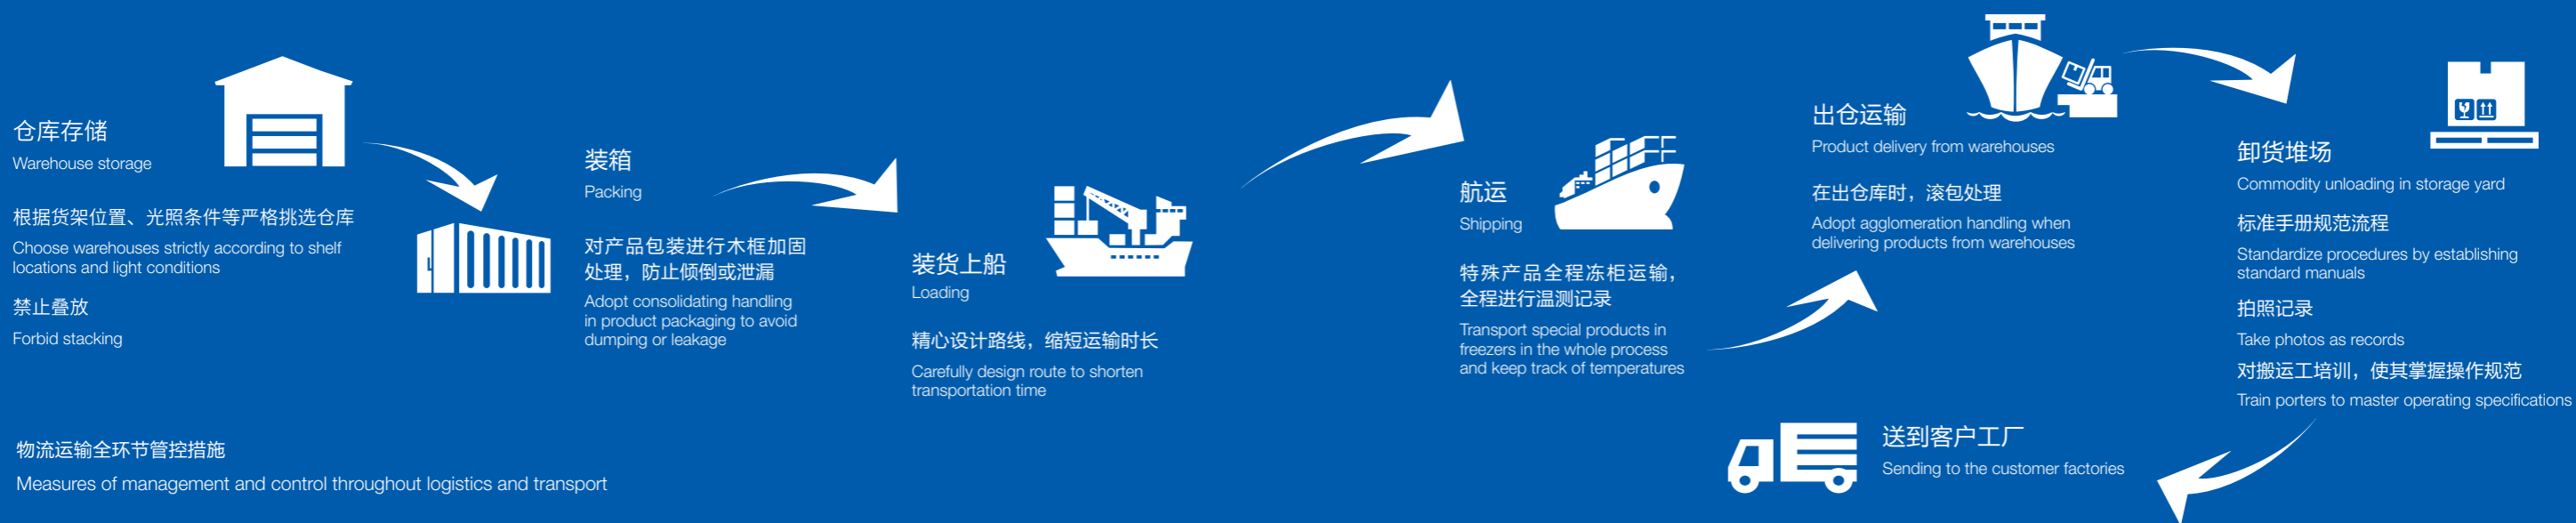 仓库存储
Warehouse storage
根据货架位置、光照条件等严格挑选仓库
Choose warehouses strictly according to shelf
locations and light conditions
禁止叠放
Forbid stacking
装箱
Packing
对产品包装进行木框加固
处理，防止倾倒或泄漏
Adopt consolidating handling
in product packaging to avoid
dumping or leakage
装货上船
Loading
精心设计路线，缩短运输时长
Carefully design route to shorten
transportation time
航运
Shipping
特殊产品全程冻柜运输，
全程进行温测记录
Transport special products in
freezers in the whole process
and keep track of temperatures
出仓运输
Product delivery from warehouses
在出仓库时，滚包处理
Adopt agglomeration handling when
delivering products from warehouses
卸货堆场
Commodity unloading in storage yard
标准手册规范流程
Standardize procedures by establishing
standard manuals
拍照记录
Take photos as records
对搬运工培训，使其掌握操作规范
Train porters to master operating specifications
送到客户工厂
Sending to the customer factories
物流运输全环节管控措施
Measures of management and control throughout logistics and transport